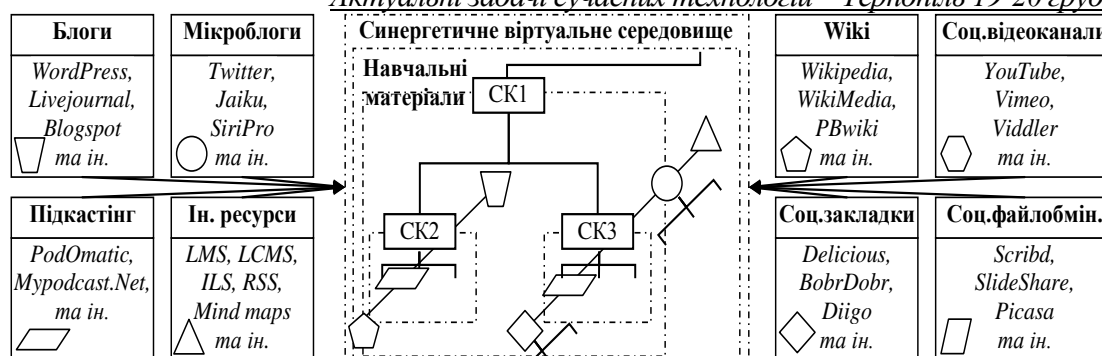 Актуальні задачі сучасних технологій – Тернопіль 19-20
Блоги
WordPress,
Livejournal,
Blogspot
та ін.
Мікроблоги
Twitter,
Jaiku,
SiriPro
та ін.
Підкастінг
PodOmatic,
Mypodcast.Net,
та ін.
Ін. ресурси
LMS, LCMS,
ILS, RSS,
Mind maps
та ін.
Синергетичне віртуальне середовище
Навчальні
матеріали
СК1
СК2
СК3
Wiki
Wikipedia,
WikiMedia,
PBwiki
та ін.
Соц.відеоканали
YouTube,
Vimeo,
Viddler
та ін.
Соц.закладки
Delicious,
BobrDobr,
Diigo
та ін.
Соц.файлобмін.
Scribd,
SlideShare,
Picasa
та ін.